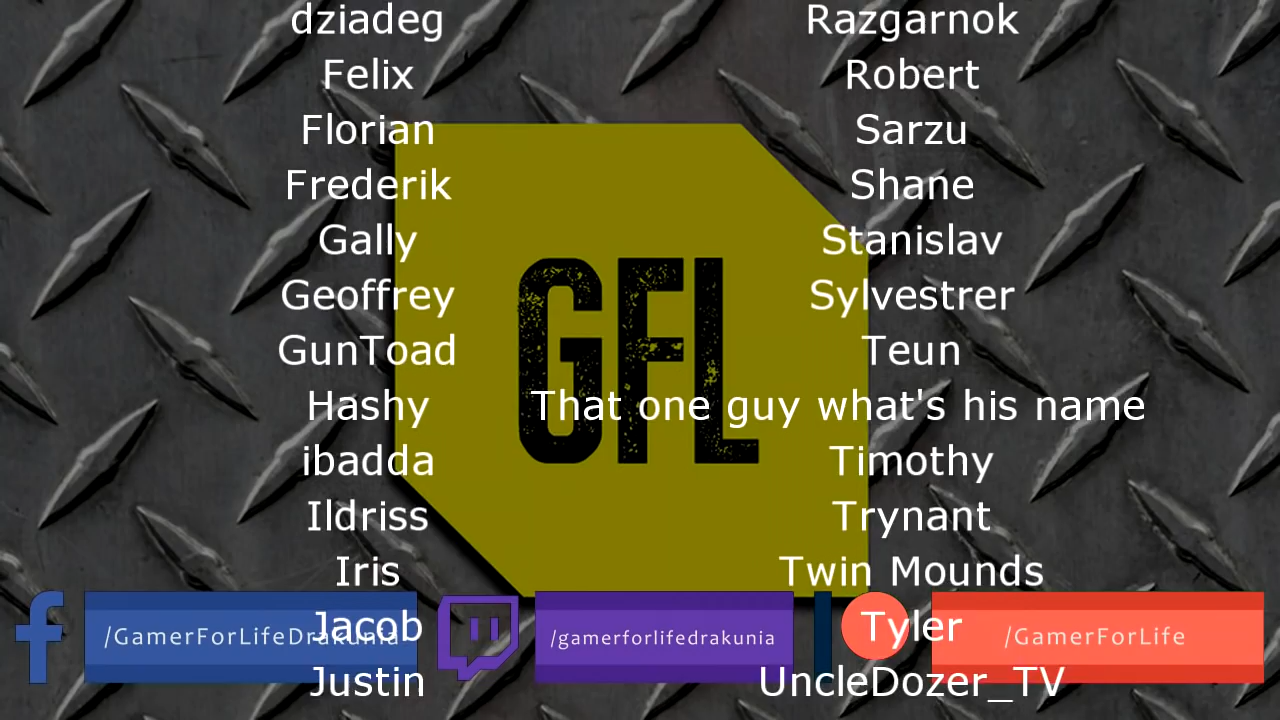 dziadeg
Felix
Florian
Frederik
Gally
Geoffrey
GunToad
Hashy
ibadda
Ildriss
Iris
Jacob
Justin
Razgarnok
Robert
Sarzu
Shane
Stanislav
Sylvestrer
Teun
That one guy what's his name
Timothy
Trynant
Twin Mounds
Tyler
UncleDozer_TV
GFL
/GamerForLifeDrakunia
/gamerforlifedrakunia
/GamerForLife